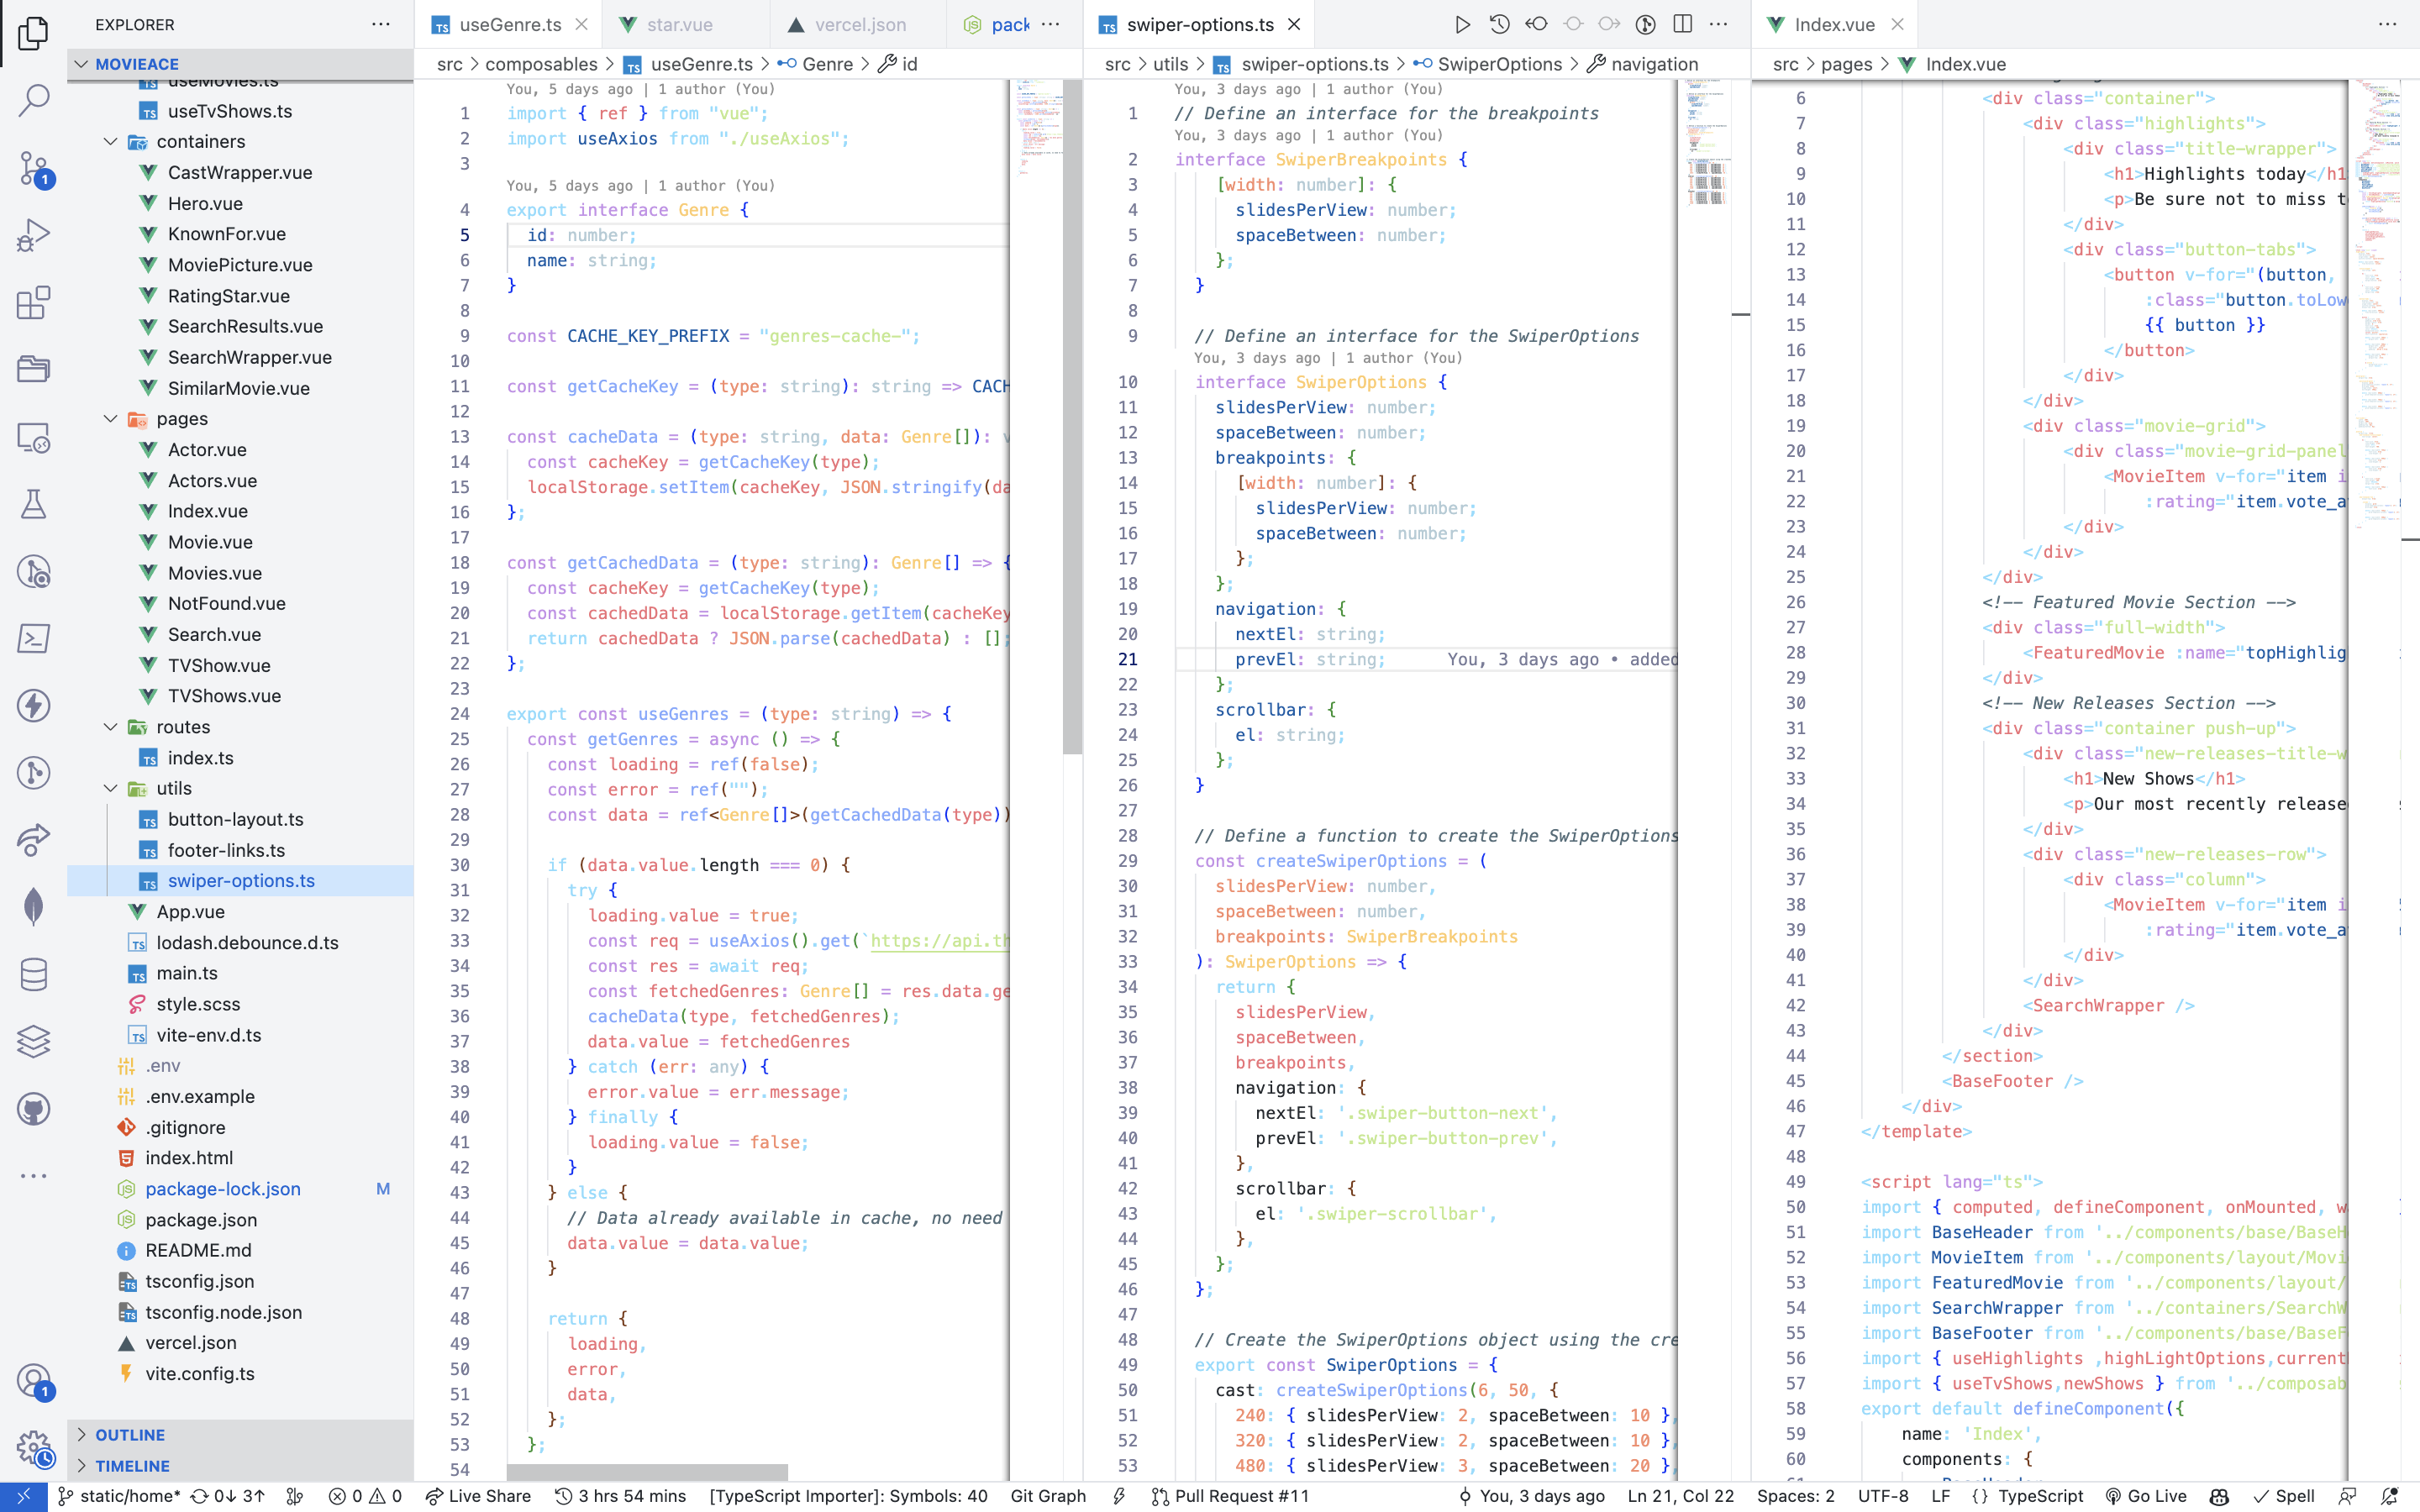 EXPLORER
MOVIEACE
useMovies.ts
useTvShows.ts
containers
CastWrapper.vue
Hero.vue
KnownFor.vue
MoviePicture.vue
RatingStar.vue
SearchResults.vue
SearchWrapper.vue
SimilarMovie.vue
pages
Actor.vue
Actors.vue
Index.vue
Movie.vue
Movies.vue
NotFound.vue
Search.vue
TVShow.vue
TVShows.vue
routes
index.ts
utils
button-layout.ts
footer-links.ts
swiper-options.ts
App.vue
lodash.debounce.d.ts
main.ts
style.scss
vite-env.d.ts
.env
.env.example
.gitignore
index.html
package-lock.json M
package.json
README.md
tsconfig.json
tsconfig.node.json
vercel.json
vite.config.ts
OUTLINE
TIMELINE
useGenre.ts star.vue vercel.json pack
src > composables > useGenre.ts > Genre > id
You, 5 days ago | 1 author (You)
1 import { ref } from "vue";
2 import useAxios from "./useAxios";
3
You, 5 days ago | 1 author (You)
4 export interface Genre {
5 id: number;
6 name: string;
7 }
8
9 const CACHE_KEY_PREFIX = "genres-cache-";
10
11 const getCacheKey = (type: string): string => CACH
12
13 const cacheData = (type: string, data: Genre[]): v
14 const cacheKey = getCacheKey(type);
15 localStorage.setItem(cacheKey, JSON.stringify(da
16 };
17
18 const getCachedData = (type: string): Genre[] => {
19 const cacheKey = getCacheKey(type);
20 const cachedData = localStorage.getItem(cacheKey
21 return cachedData ? JSON.parse(cachedData) : [];
22 };
23
24 export const useGenres = (type: string) => {
25 const getGenres = async () => {
26 const loading = ref(false);
27 const error = ref("");
28 const data = ref<Genre[]>(getCachedData(type))
29
30 if (data.value.length === 0) {
31 try {
32 loading.value = true;
33 const req = useAxios().get(`https://api.th
34 const res = await req;
35 const fetchedGenres: Genre[] = res.data.ge
36 cacheData(type, fetchedGenres);
37 data.value = fetchedGenres
38 } catch (err: any) {
39 error.value = err.message;
40 } finally {
41 loading.value = false;
42 }
43 } else {
44 // Data already available in cache, no need
45 data.value = data.value;
46 }
47
48 return {
49 loading,
50 error,
51 data,
52 };
53 };
54
swiper-options.ts
src > utils > swiper-options.ts > SwiperOptions > navigation
You, 3 days ago | 1 author (You)
1 // Define an interface for the breakpoints
You, 3 days ago | 1 author (You)
2 interface SwiperBreakpoints {
3 [width: number]: {
4 slidesPerView: number;
5 spaceBetween: number;
6 };
7 }
8
9 // Define an interface for the SwiperOptions
You, 3 days ago | 1 author (You)
10 interface SwiperOptions {
11 slidesPerView: number;
12 spaceBetween: number;
13 breakpoints: {
14 [width: number]: {
15 slidesPerView: number;
16 spaceBetween: number;
17 };
18 };
19 navigation: {
20 nextEl: string;
21 prevEl: string; You, 3 days ago • added
22 };
23 scrollbar: {
24 el: string;
25 };
26 }
27
28 // Define a function to create the SwiperOptions
29 const createSwiperOptions = (
30 slidesPerView: number,
31 spaceBetween: number,
32 breakpoints: SwiperBreakpoints
33 ): SwiperOptions => {
34 return {
35 slidesPerView,
36 spaceBetween,
37 breakpoints,
38 navigation: {
39 nextEl: '.swiper-button-next',
40 prevEl: '.swiper-button-prev',
41 },
42 scrollbar: {
43 el: '.swiper-scrollbar',
44 },
45 };
46 };
47
48 // Create the SwiperOptions object using the cre
49 export const SwiperOptions = {
50 cast: createSwiperOptions(6, 50, {
51 240: { slidesPerView: 2, spaceBetween: 10 },
52 320: { slidesPerView: 2, spaceBetween: 10 },
53 480: { slidesPerView: 3, spaceBetween: 20 },
Index.vue
src > pages > Index.vue
6 <div class="container">
7 <div class="highlights">
8 <div class="title-wrapper">
9 <h1>Highlights today</h1
10 <p>Be sure not to miss t
11 </div>
12 <div class="button-tabs">
13 <button v-for="(button,
14 :class="button.toLow
15 {{ button }}
16 </button>
17 </div>
18 </div>
19 <div class="movie-grid">
20 <div class="movie-grid-panel
21 <MovieItem v-for="item i
22 :rating="item.vote_a
23 </div>
24 </div>
25 </div>
26 <!-- Featured Movie Section -->
27 <div class="full-width">
28 <FeaturedMovie :name="topHighlig
29 </div>
30 <!-- New Releases Section -->
31 <div class="container push-up">
32 <div class="new-releases-title-w
33 <h1>New Shows</h1>
34 <p>Our most recently release
35 </div>
36 <div class="new-releases-row">
37 <div class="column">
38 <MovieItem v-for="item i
39 :rating="item.vote_a
40 </div>
41 </div>
42 <SearchWrapper />
43 </div>
44 </section>
45 <BaseFooter />
46 </div>
47 </template>
48
49 <script lang="ts">
50 import { computed, defineComponent, onMounted, w
51 import BaseHeader from '../components/base/BaseH
52 import MovieItem from '../components/layout/Movi
53 import FeaturedMovie from '../components/layout/
54 import SearchWrapper from '../containers/SearchW
55 import BaseFooter from '../components/base/BaseF
56 import { useHighlights ,highLightOptions,current
57 import { useTvShows,newShows } from '../composab
58 export default defineComponent({
59 name: 'Index',
60 components: {
static/home* 0↓ 3↑ 0 0 Live Share 3 hrs 54 mins [TypeScript Importer]: Symbols: 40 Git Graph Pull Request #11 You, 3 days ago Ln 21, Col 22 Spaces: 2 UTF-8 LF {} TypeScript Go Live Spell